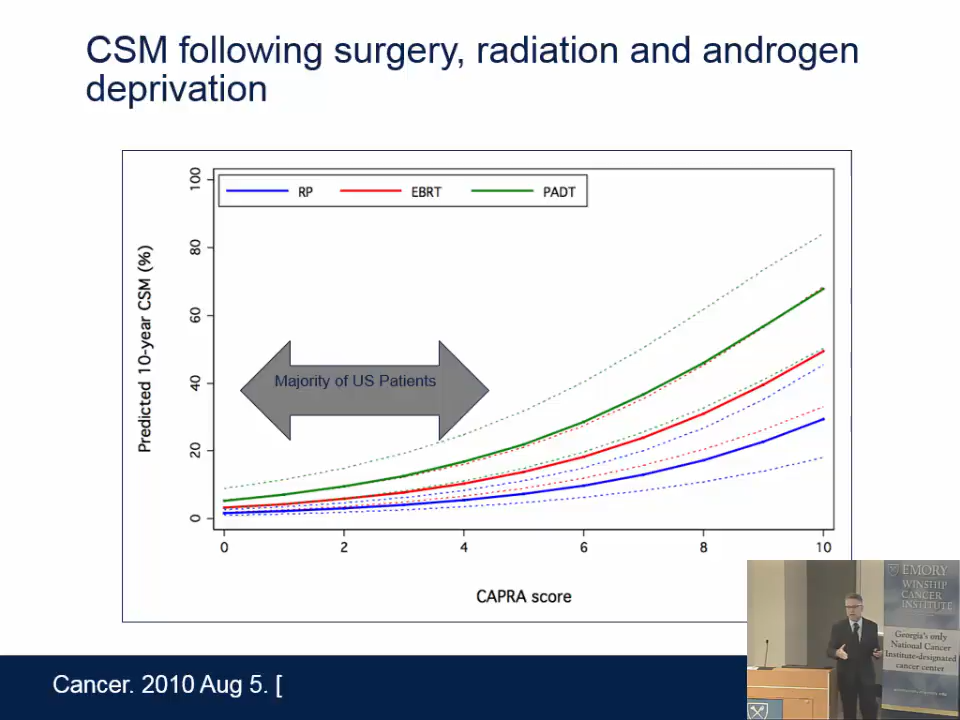 CSM following surgery, radiation and androgen
deprivation
RP EBRT PADT
Predicted 10-year CSM (%)
100
80
60
40
20
0
Majority of US Patients
0 2 4 6 8 10
CAPRA score
Cancer. 2010 Aug 5. [
EMORY
WINSHIP
CANCER
INSTITUTE
Georgia's only
National Cancer
Institute-designated
cancer center